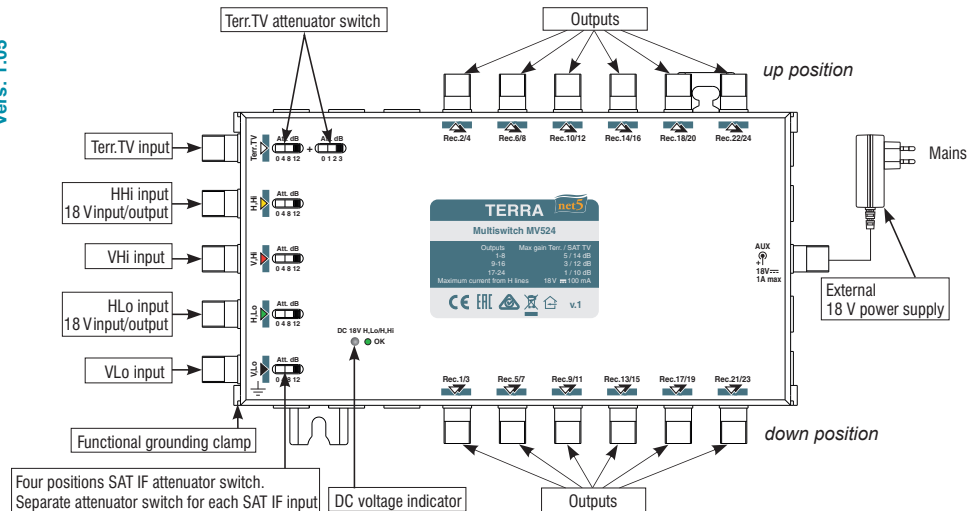 Vers. 1.05
Terr.TV attenuator switch
Outputs
up position
Terr.TV input
HHi input
18 V input/output
VHi input
HLo input
18 V input/output
VLo input
Functional grounding clamp
Four positions SAT IF attenuator switch.
Separate attenuator switch for each SAT IF input
DC voltage indicator
Outputs
down position
Mains
External
18 V power supply
Terr.TV
Att. dB
0 4 8 12
+
Att. dB
0 1 2 3
H,Hi
Att. dB
0 4 8 12
V,Hi
Att. dB
0 4 8 12
H,Lo
Att. dB
0 4 8 12
V,Lo
Att. dB
0 4 8 12
DC 18V H,Lo/H,Hi
OK
Rec.2/4
Rec.6/8
Rec.10/12
Rec.14/16
Rec.18/20
Rec.22/24
TERRA
net5
Multiswitch MV524
Outputs Max gain Terr. / SAT TV
1-8 5 / 14 dB
9-16 3 / 12 dB
17-24 1 / 10 dB
Maximum current from H lines 18V ⎓ 100 mA
CE EAC v.1
AUX
+
18V⎓
1A max
Rec.1/3
Rec.5/7
Rec.9/11
Rec.13/15
Rec.17/19
Rec.21/23